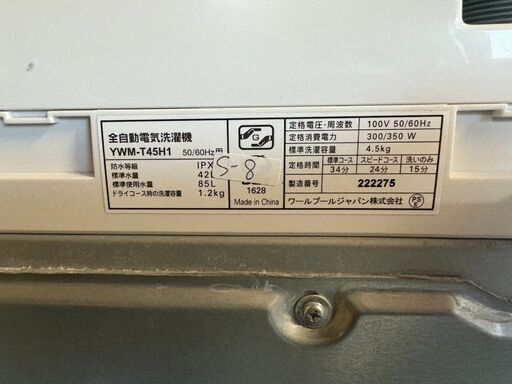 全自動電気洗濯機
YWM-T45H1 50/60Hz用
防水等級 IPX
標準水量 42L
標準使用水量 85L
ドライコース時の洗濯容量 1.2kg
S-8
G
1628
Made in China
定格電圧・周波数 100V 50/60Hz
定格消費電力 300/350 W
標準洗濯容量 4.5kg
定格時間 標準コース スピードコース 洗いのみ
34分 24分 15分
製造番号 222275
ワールプールジャパン株式会社 PSE